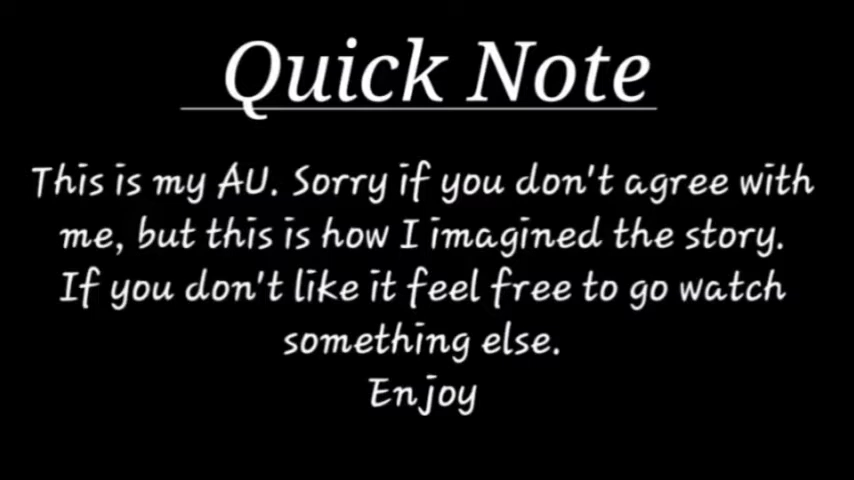 Quick Note
This is my AU. Sorry if you don't agree with
me, but this is how I imagined the story.
If you don't like it feel free to go watch
something else.
Enjoy